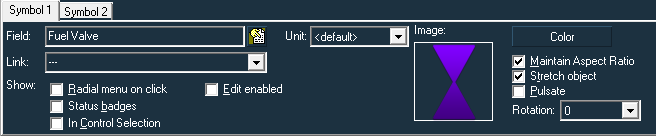 Symbol 1 Symbol 2
Field: Fuel Valve Unit: <default> Image: Color
Link: --- Maintain Aspect Ratio
Stretch object
Show: Radial menu on click Edit enabled Pulsate
Status badges Rotation: 0
In Control Selection